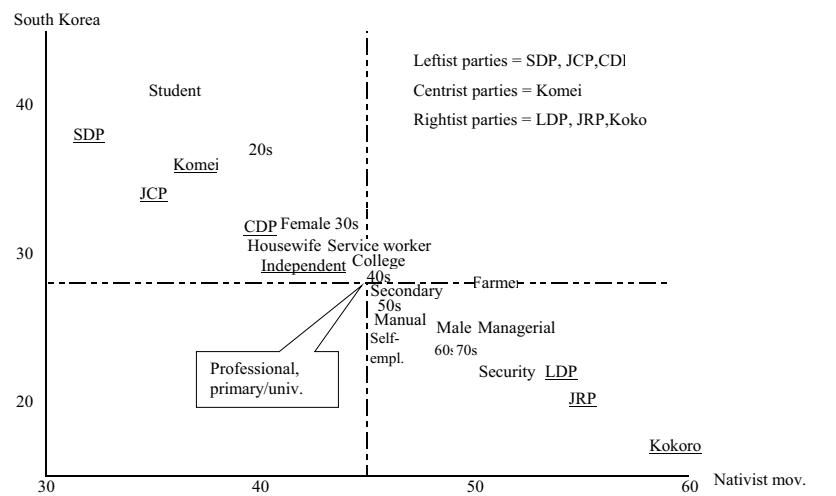 South Korea
Leftist parties = SDP, JCP,CDI
Student
Centrist parties = Komei
40
Rightist parties = LDP, JRP,Koko
SDP
20s
Komei
JCP
CDP Female 30s
Housewife Service worker
30
College
Independent
40s
Farmer
Secondary
50s
Manual
Male Managerial
Self-
empl.
60s 70s
Professional,
primary/univ.
Security LDP
20
JRP
Kokoro
30
40
50
60
Nativist mov.